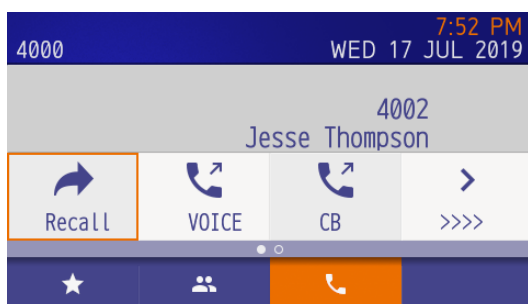 7:52 PM
4000 WED 17 JUL 2019
4002
Jesse Thompson
Recall VOICE CB >>>>